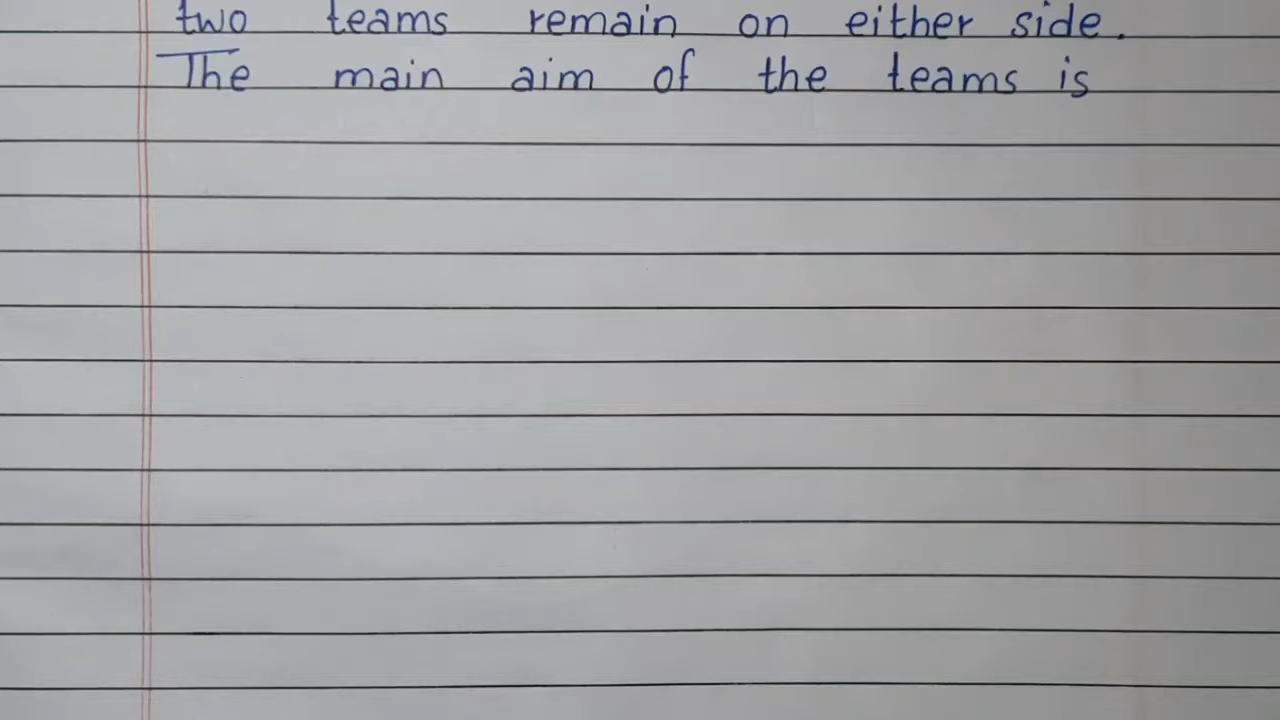 two teams remain on either side.
The main aim of the teams is